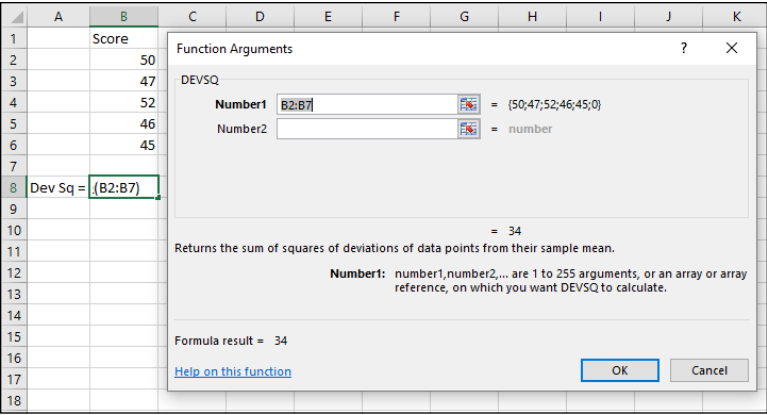 A B C D E F G H I J K
1 Score
2 50
3 47
4 52
5 46
6 45
7
8 Dev Sq = (B2:B7)
9
10
11
12
13
14
15
16
17
18
Function Arguments ? ×
DEVSQ
Number1 B2:B7 = {50;47;52;46;45;0}
Number2 = number
= 34
Returns the sum of squares of deviations of data points from their sample mean.
Number1: number1,number2,... are 1 to 255 arguments, or an array or array
reference, on which you want DEVSQ to calculate.
Formula result = 34
Help on this function OK Cancel